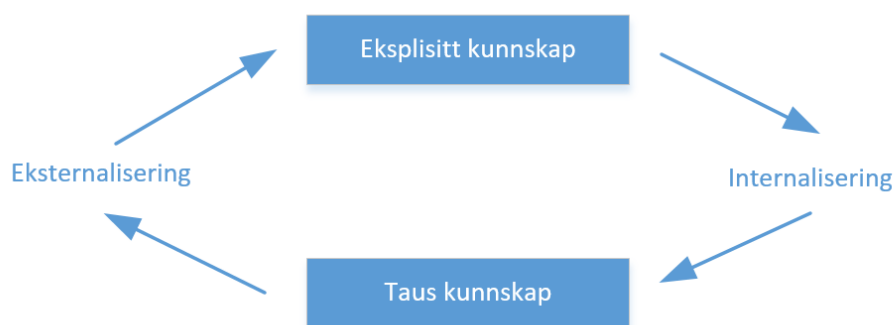 Eksplisitt kunnskap
Eksternalisering
Internalisering
Taus kunnskap